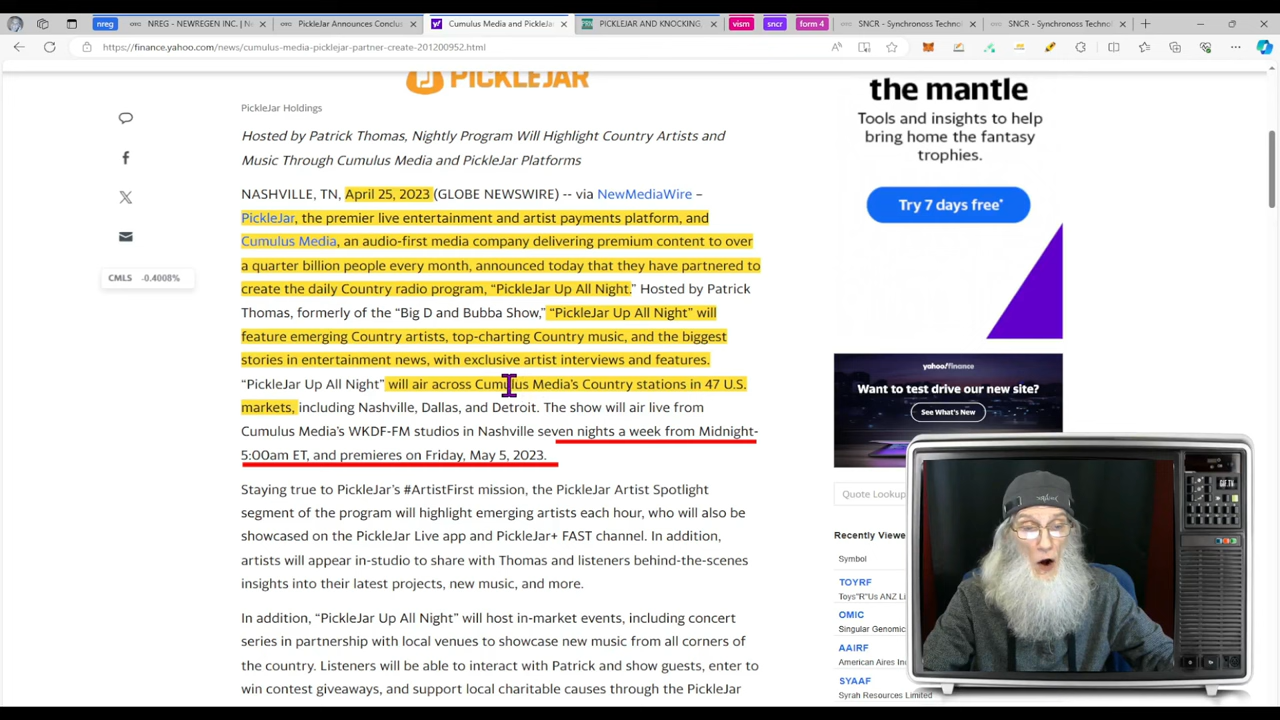 nreg
NREG - NEWREGEN INC. | N
PickleJar Announces Conclus
Cumulus Media and PickleJar
PICKLEJAR AND KNOCKING,
vism
sncr
form 4
SNCR - Synchronoss Technol
SNCR - Synchronoss Technol
https://finance.yahoo.com/news/cumulus-media-picklejar-partner-create-201200952.html
PICKLEJAR
PickleJar Holdings
Hosted by Patrick Thomas, Nightly Program Will Highlight Country Artists and
Music Through Cumulus Media and PickleJar Platforms
NASHVILLE, TN, April 25, 2023 (GLOBE NEWSWIRE) -- via NewMediaWire –
PickleJar, the premier live entertainment and artist payments platform, and
Cumulus Media, an audio-first media company delivering premium content to over
a quarter billion people every month, announced today that they have partnered to
create the daily Country radio program, “PickleJar Up All Night.” Hosted by Patrick
Thomas, formerly of the “Big D and Bubba Show,” “PickleJar Up All Night” will
feature emerging Country artists, top-charting Country music, and the biggest
stories in entertainment news, with exclusive artist interviews and features.
“PickleJar Up All Night” will air across Cumulus Media’s Country stations in 47 U.S.
markets, including Nashville, Dallas, and Detroit. The show will air live from
Cumulus Media’s WKDF-FM studios in Nashville seven nights a week from Midnight-
5:00am ET, and premieres on Friday, May 5, 2023.
Staying true to PickleJar’s #ArtistFirst mission, the PickleJar Artist Spotlight
segment of the program will highlight emerging artists each hour, who will also be
showcased on the PickleJar Live app and PickleJar+ FAST channel. In addition,
artists will appear in-studio to share with Thomas and listeners behind-the-scenes
insights into their latest projects, new music, and more.
In addition, “PickleJar Up All Night” will host in-market events, including concert
series in partnership with local venues to showcase new music from all corners of
the country. Listeners will be able to interact with Patrick and show guests, enter to
win contest giveaways, and support local charitable causes through the PickleJar
CMLS -0.4008%
the mantle
Tools and insights to help
bring home the fantasy
trophies.
Try 7 days free*
yahoo/finance
Want to test drive our new site?
See What's New
Quote Lookup
Recently Viewe
Symbol
TOYRF
Toys"R"Us ANZ Li
OMIC
Singular Genomic
AAIRF
American Aires Inc
SYAAF
Syrah Resources Limited
GIF.TV